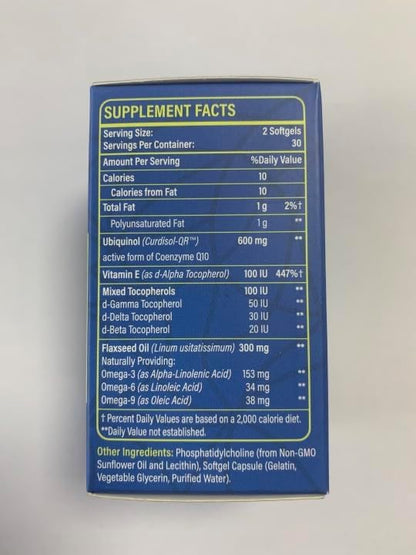 SUPPLEMENT FACTS
Serving Size: 2 Softgels
Servings Per Container: 30
Amount Per Serving %Daily Value
Calories 10
Calories from Fat 10
Total Fat 1 g 2%†
Polyunsaturated Fat 1 g **
Ubiquinol (Curdisol-QR™) 600 mg **
active form of Coenzyme Q10
Vitamin E (as d-Alpha Tocopherol) 100 IU 447%†
Mixed Tocopherols 100 IU **
d-Gamma Tocopherol 50 IU **
d-Delta Tocopherol 30 IU **
d-Beta Tocopherol 20 IU **
Flaxseed Oil (Linum usitatissimum) 300 mg **
Naturally Providing:
Omega-3 (as Alpha-Linolenic Acid) 153 mg **
Omega-6 (as Linoleic Acid) 34 mg **
Omega-9 (as Oleic Acid) 38 mg **
† Percent Daily Values are based on a 2,000 calorie diet.
**Daily Value not established.
Other Ingredients: Phosphatidylcholine (from Non-GMO
Sunflower Oil and Lecithin), Softgel Capsule (Gelatin,
Vegetable Glycerin, Purified Water).